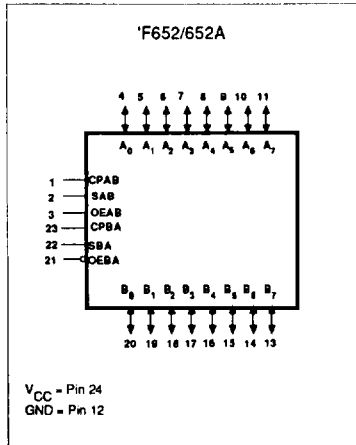 'F652/652A
4 5 6 7 8 9 10 11
A0 A1 A2 A3 A4 A5 A6 A7
1 CPAB
2 SAB
3 OEAB
23 CPBA
22 SBA
21 OEBA
B0 B1 B2 B3 B4 B5 B6 B7
20 19 18 17 16 15 14 13
VCC = Pin 24
GND = Pin 12